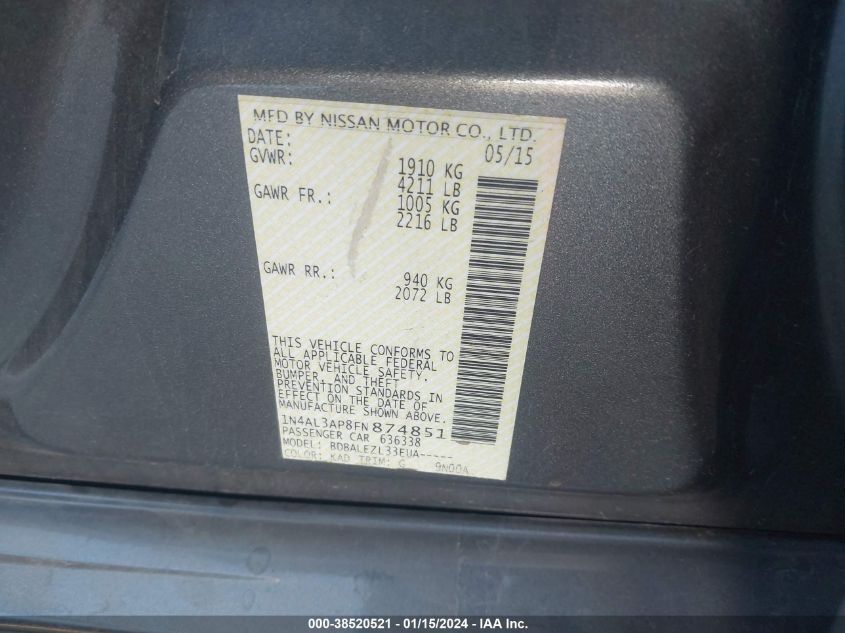 MFD BY NISSAN MOTOR CO., LTD.
DATE: 05/15
GVWR: 1910 KG
4211 LB
GAWR FR.: 1005 KG
2216 LB
GAWR RR.: 940 KG
2072 LB
THIS VEHICLE CONFORMS TO
ALL APPLICABLE FEDERAL
MOTOR VEHICLE SAFETY,
BUMPER, AND THEFT
PREVENTION STANDARDS IN
EFFECT ON THE DATE OF
MANUFACTURE SHOWN ABOVE.
1N4AL3AP8FN874851
PASSENGER CAR 636338
MODEL: BDBALEZL33EUA-----
COLOR: KAD TRIM: G 9N00A
000-38520521 - 01/15/2024 - IAA Inc.